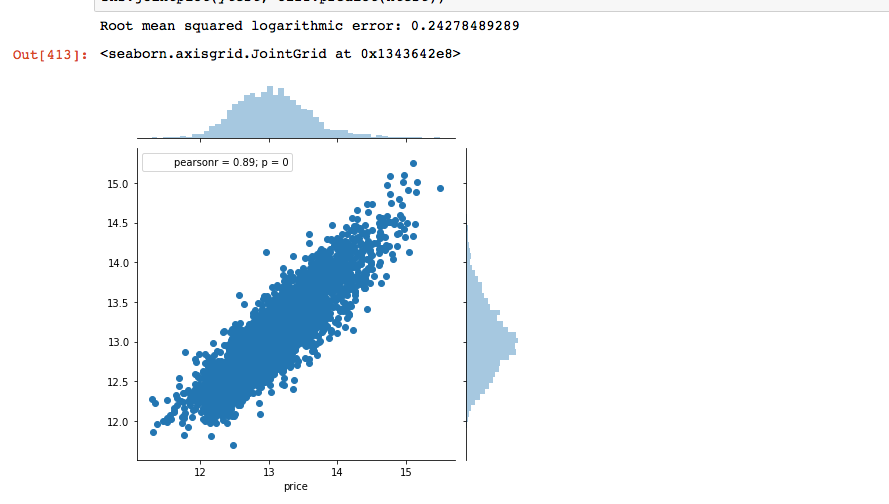 Root mean squared logarithmic error: 0.24278489289
Out[413]: <seaborn.axisgrid.JointGrid at 0x1343642e8>
pearsonr = 0.89; p = 0
15.0
14.5
14.0
13.5
13.0
12.5
12.0
12 13 14 15
price